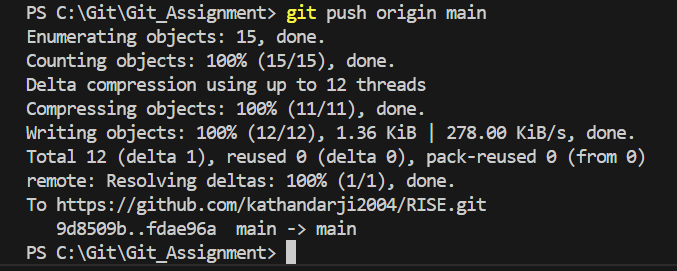 PS C:\Git\Git_Assignment> git push origin main
Enumerating objects: 15, done.
Counting objects: 100% (15/15), done.
Delta compression using up to 12 threads
Compressing objects: 100% (11/11), done.
Writing objects: 100% (12/12), 1.36 KiB | 278.00 KiB/s, done.
Total 12 (delta 1), reused 0 (delta 0), pack-reused 0 (from 0)
remote: Resolving deltas: 100% (1/1), done.
To https://github.com/kathandarji2004/RISE.git
   9d8509b..fdae96a  main -> main
PS C:\Git\Git_Assignment>